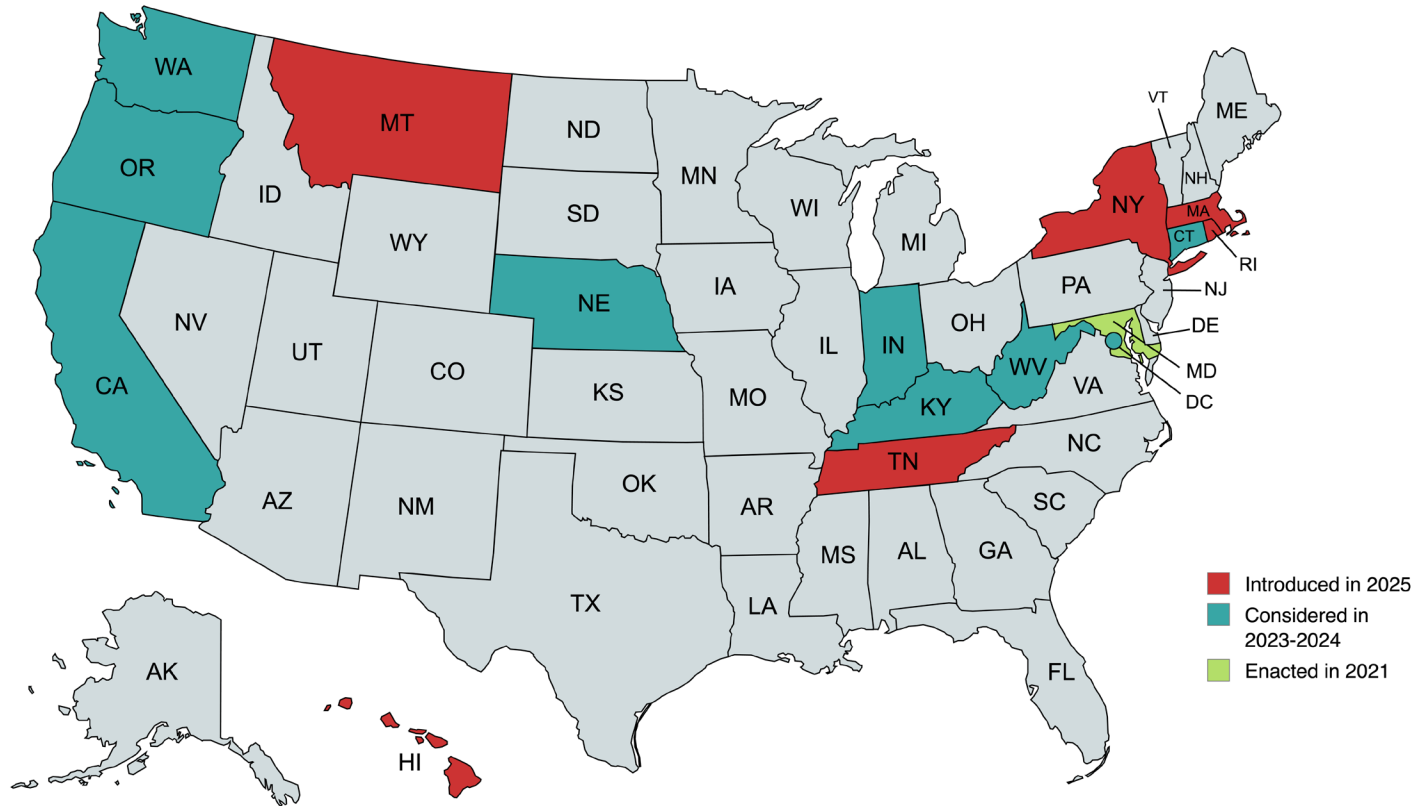 WA
MT
ND
MN
ME
VT
OR
ID
SD
WI
MI
NH
NY
MA
CT
RI
WY
IA
PA
NJ
NE
NV
UT
CO
IL
IN
OH
DE
MD
DC
CA
KS
MO
KY
WV
VA
TN
NC
AZ
NM
OK
AR
SC
MS
AL
GA
TX
LA
FL
AK
HI
Introduced in 2025
Considered in
2023-2024
Enacted in 2021